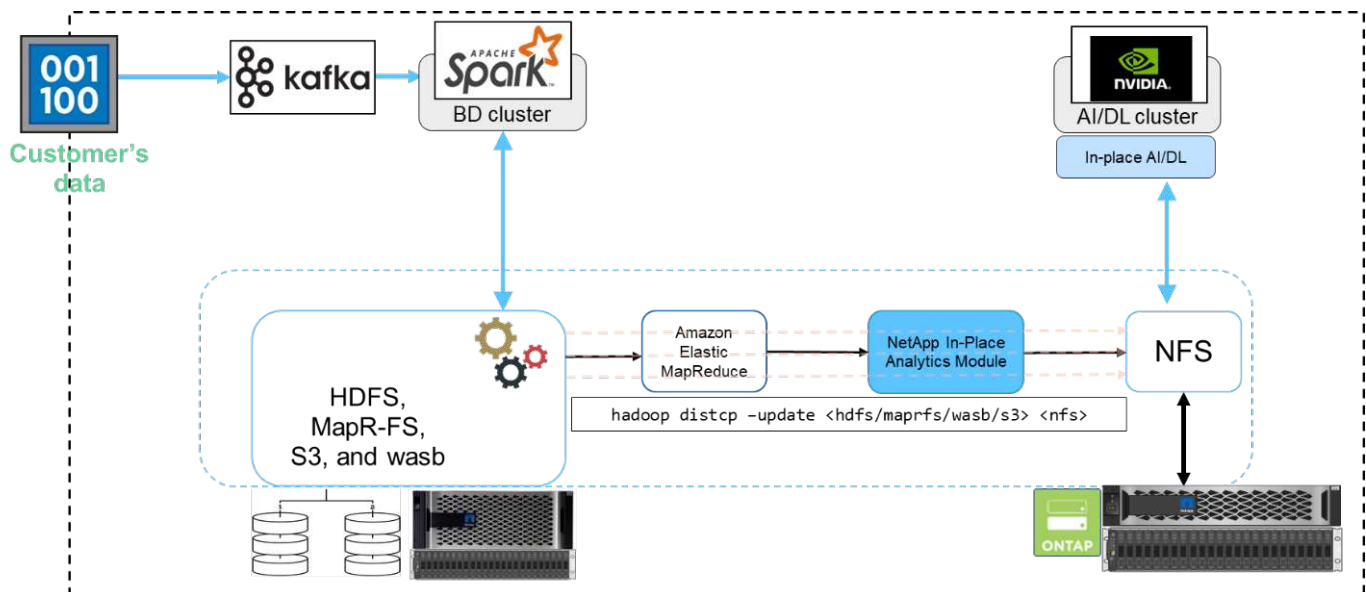 001
100
Customer's
data
kafka
APACHE
Spark™
BD cluster
NVIDIA
AI/DL cluster
In-place AI/DL
HDFS,
MapR-FS,
S3, and wasb
Amazon
Elastic
MapReduce
NetApp In-Place
Analytics Module
NFS
hadoop distcp –update <hdfs/maprfs/wasb/s3> <nfs>
ONTAP